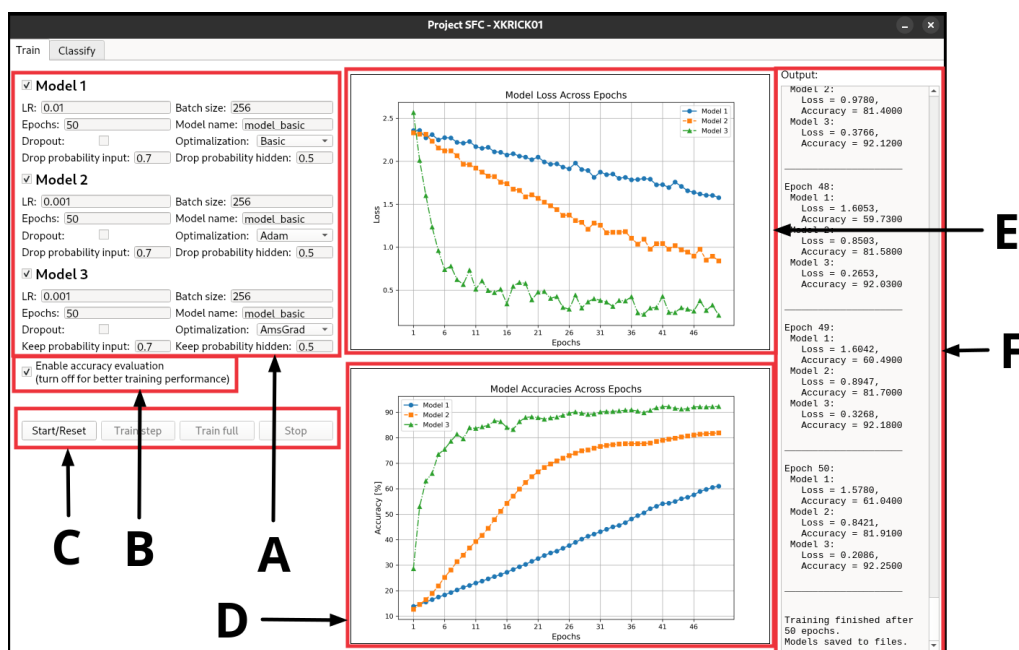 Project SFC - XKRICK01
Train Classify
Model 1
LR: 0.01 Batch size: 256
Epochs: 50 Model name: model_basic
Dropout: Optimalization: Basic
Drop probability input: 0.7 Drop probability hidden: 0.5
Model 2
LR: 0.001 Batch size: 256
Epochs: 50 Model name: model_basic
Dropout: Optimalization: Adam
Drop probability input: 0.7 Drop probability hidden: 0.5
Model 3
LR: 0.001 Batch size: 256
Epochs: 50 Model name: model_basic
Dropout: Optimalization: AmsGrad
Keep probability input: 0.7 Keep probability hidden: 0.5
Enable accuracy evaluation
(turn off for better training performance)
Start/Reset Train step Train full Stop
C
B
A
D
Model Loss Across Epochs
Model 1
Model 2
Model 3
2.5
2.0
1.5
1.0
0.5
Loss
1 6 11 16 21 26 31 36 41 46
Epochs
Model Accuracies Across Epochs
Model 1
Model 2
Model 3
90
80
70
60
50
40
30
20
10
Accuracy [%]
1 6 11 16 21 26 31 36 41 46
Epochs
Output:
Model 2:
Loss = 0.9780,
Accuracy = 81.4000
Model 3:
Loss = 0.3766,
Accuracy = 92.1200
Epoch 48:
Model 1:
Loss = 1.6053,
Accuracy = 59.7300
Loss = 0.8503,
Accuracy = 81.5800
Model 3:
Loss = 0.2653,
Accuracy = 92.0300
Epoch 49:
Model 1:
Loss = 1.6042,
Accuracy = 60.4900
Model 2:
Loss = 0.8947,
Accuracy = 81.7000
Model 3:
Loss = 0.3268,
Accuracy = 92.1800
Epoch 50:
Model 1:
Loss = 1.5780,
Accuracy = 61.0400
Model 2:
Loss = 0.8421,
Accuracy = 81.9100
Model 3:
Loss = 0.2086,
Accuracy = 92.2500
Training finished after
50 epochs.
Models saved to files.
E
F